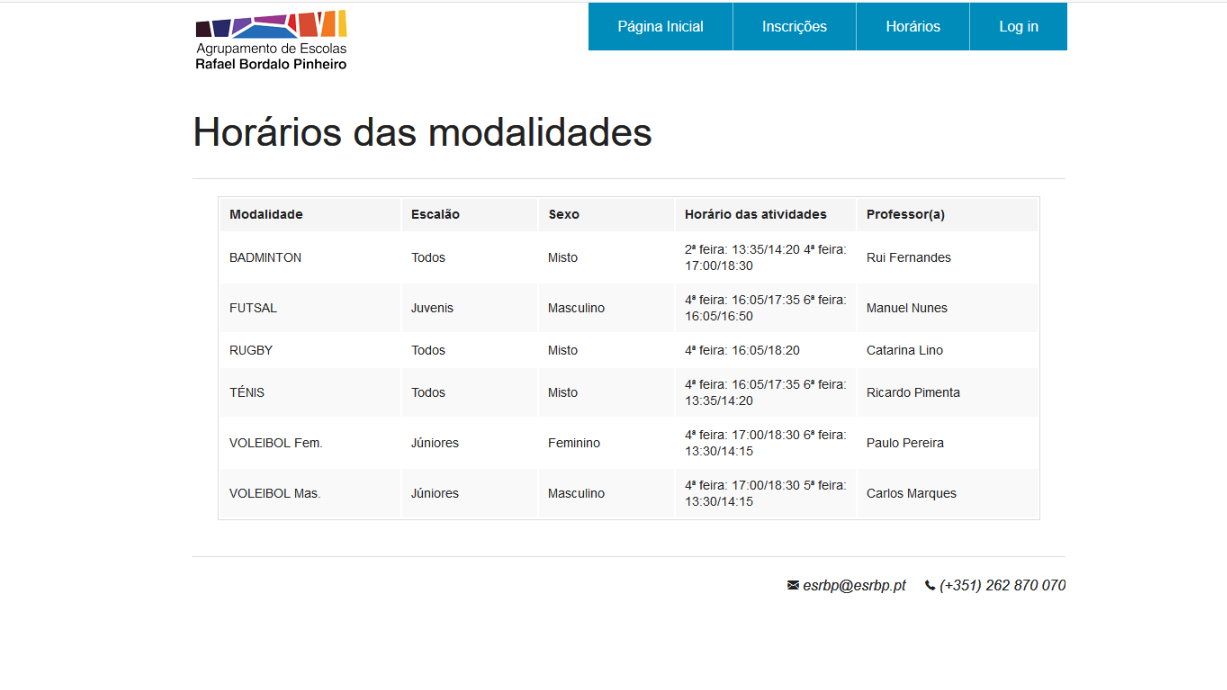 Agrupamento de Escolas
Rafael Bordalo Pinheiro
Página Inicial Inscrições Horários Log in
Horários das modalidades
Modalidade Escalão Sexo Horário das atividades Professor(a)
BADMINTON Todos Misto 2ª feira: 13:35/14:20 4ª feira:
17:00/18:30 Rui Fernandes
FUTSAL Juvenis Masculino 4ª feira: 16:05/17:35 6ª feira:
16:05/16:50 Manuel Nunes
RUGBY Todos Misto 4ª feira: 16:05/18:20 Catarina Lino
TÉNIS Todos Misto 4ª feira: 16:05/17:35 6ª feira:
13:35/14:20 Ricardo Pimenta
VOLEIBOL Fem. Júniores Feminino 4ª feira: 17:00/18:30 6ª feira:
13:30/14:15 Paulo Pereira
VOLEIBOL Mas. Júniores Masculino 4ª feira: 17:00/18:30 5ª feira:
13:30/14:15 Carlos Marques
esrbp@esrbp.pt (+351) 262 870 070